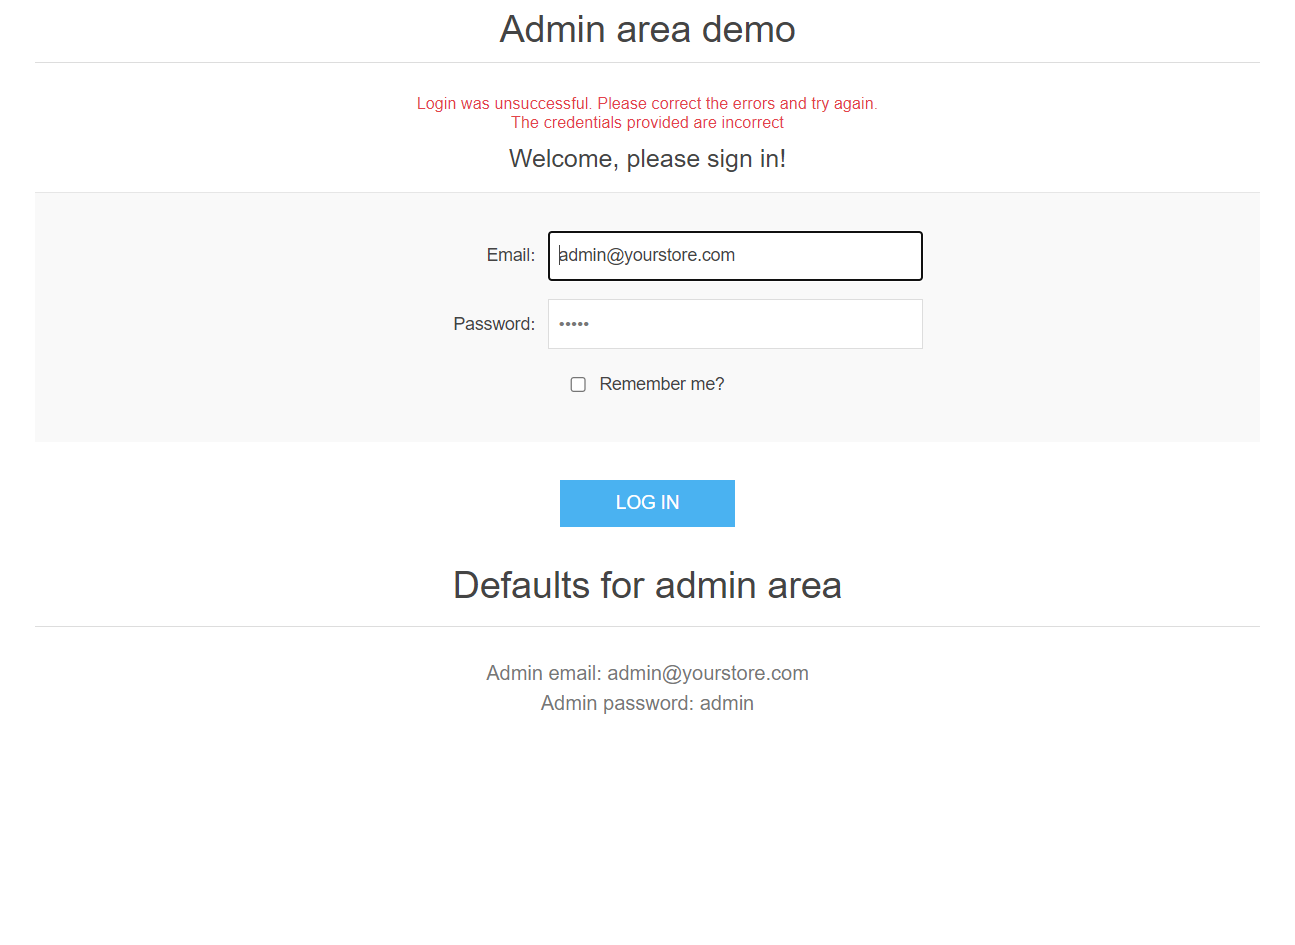 Admin area demo
Login was unsuccessful. Please correct the errors and try again.
The credentials provided are incorrect
Welcome, please sign in!
Email: admin@yourstore.com
Password: •••••
Remember me?
LOG IN
Defaults for admin area
Admin email: admin@yourstore.com
Admin password: admin